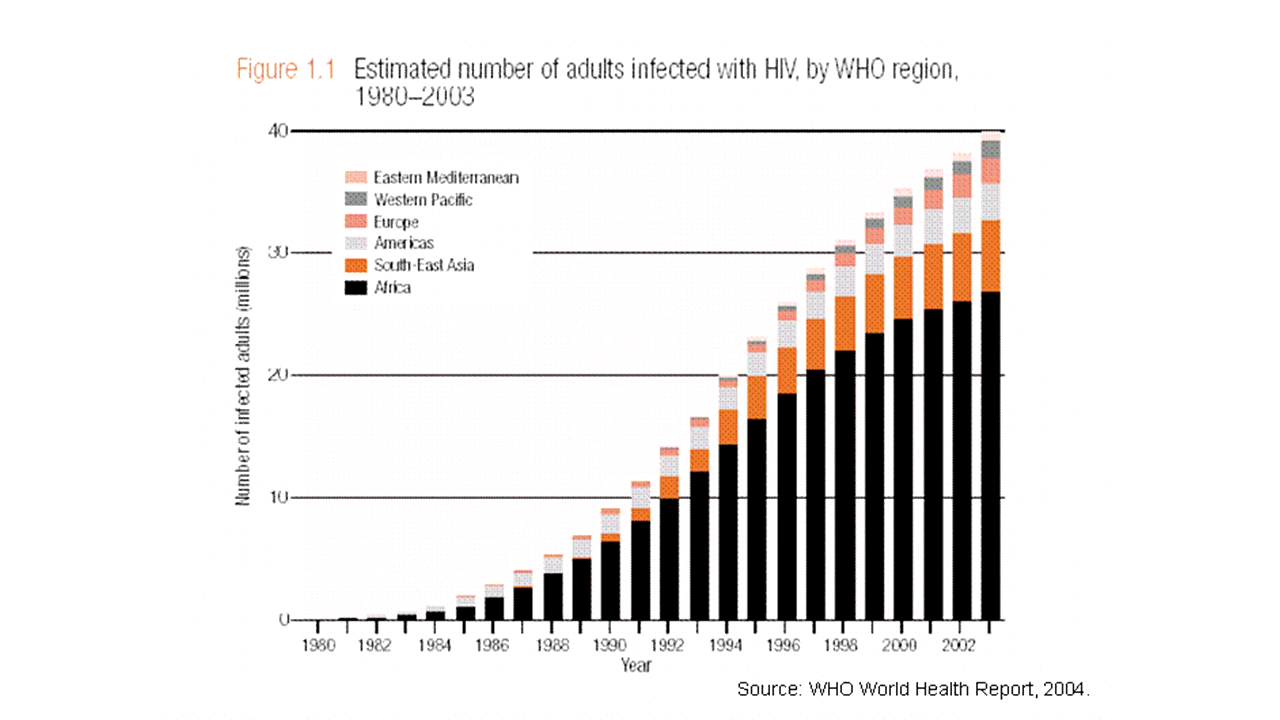 Figure 1.1 Estimated number of adults infected with HIV, by WHO region,
1980–2003
40
30
20
10
0
Number of infected adults (millions)
Eastern Mediterranean
Western Pacific
Europe
Americas
South-East Asia
Africa
1980 1982 1984 1986 1988 1990 1992 1994 1996 1998 2000 2002
Year
Source: WHO World Health Report, 2004.